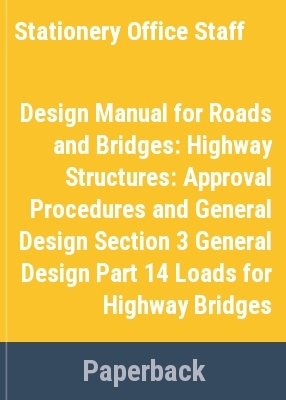 Stationery Office Staff
Design Manual for Roads
and Bridges: Highway
Structures: Approval
Procedures and General
Design Section 3 General
Design Part 14 Loads for
Highway Bridges
Paperback